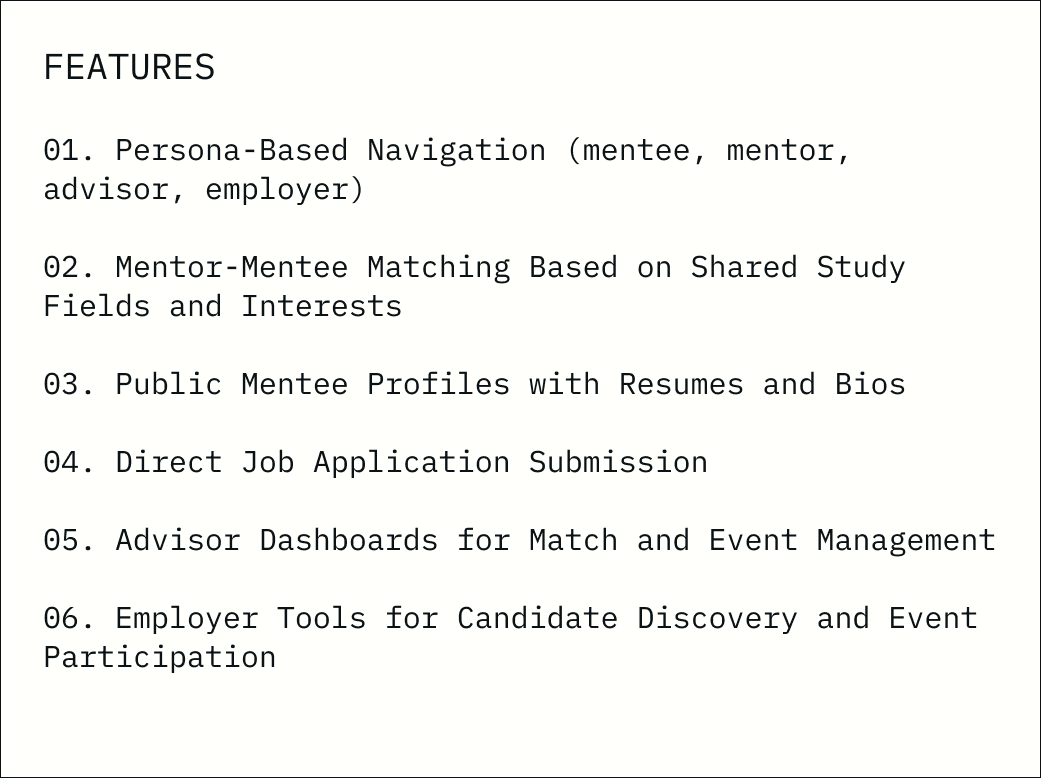 FEATURES
01. Persona-Based Navigation (mentee, mentor,
advisor, employer)
02. Mentor-Mentee Matching Based on Shared Study
Fields and Interests
03. Public Mentee Profiles with Resumes and Bios
04. Direct Job Application Submission
05. Advisor Dashboards for Match and Event Management
06. Employer Tools for Candidate Discovery and Event
Participation